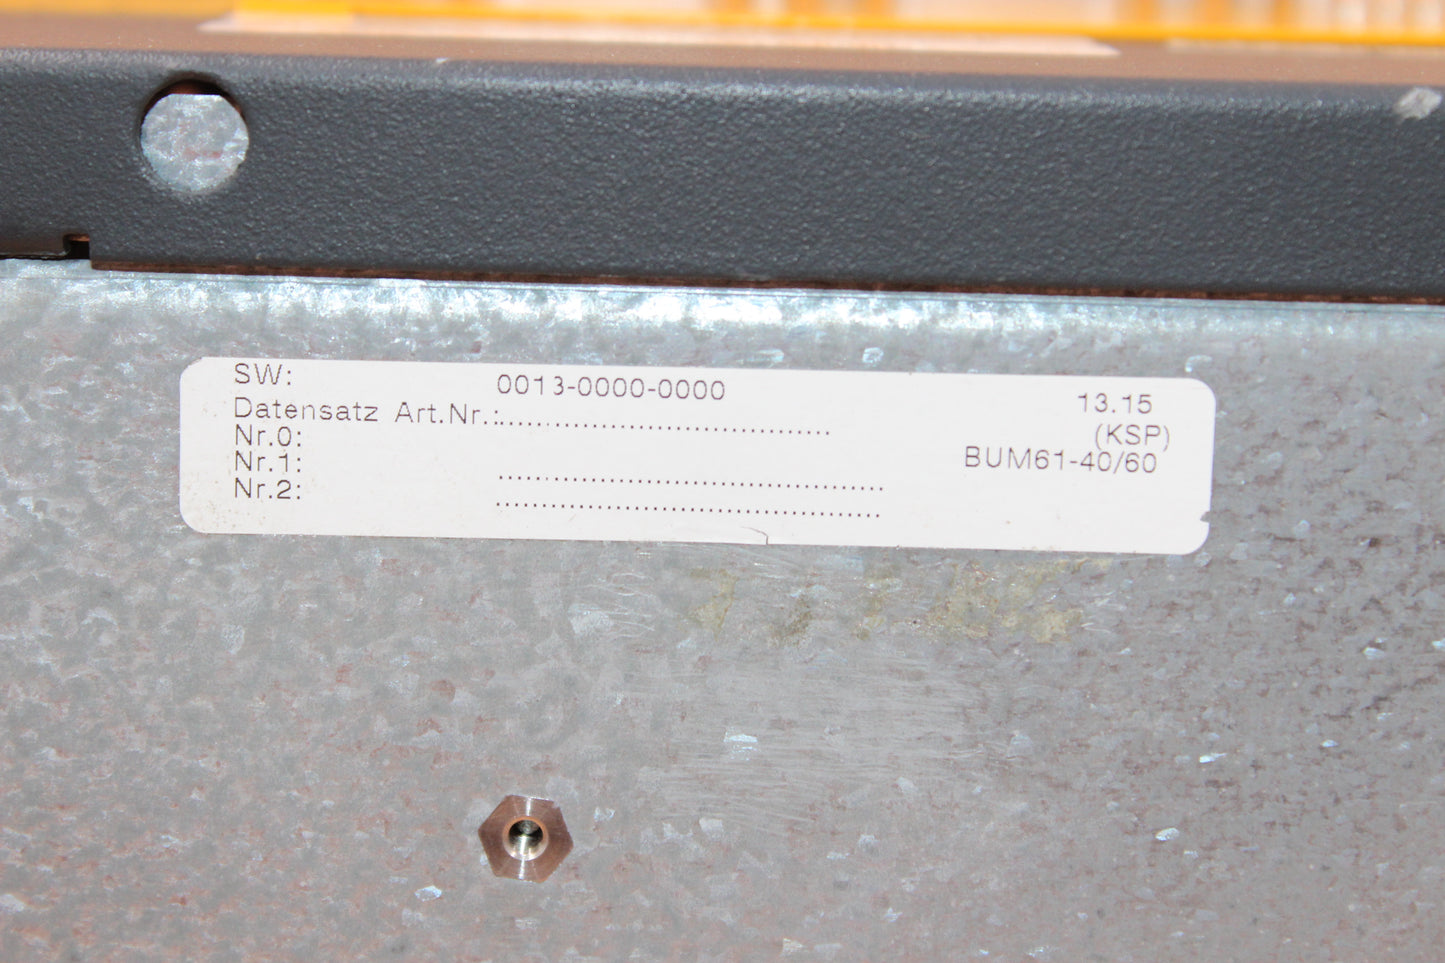 SW: 0013-0000-0000 13.15
Datensatz Art.Nr.:..................................... (KSP)
Nr.0: BUM61-40/60
Nr.1: ..........................................
Nr.2: ..........................................